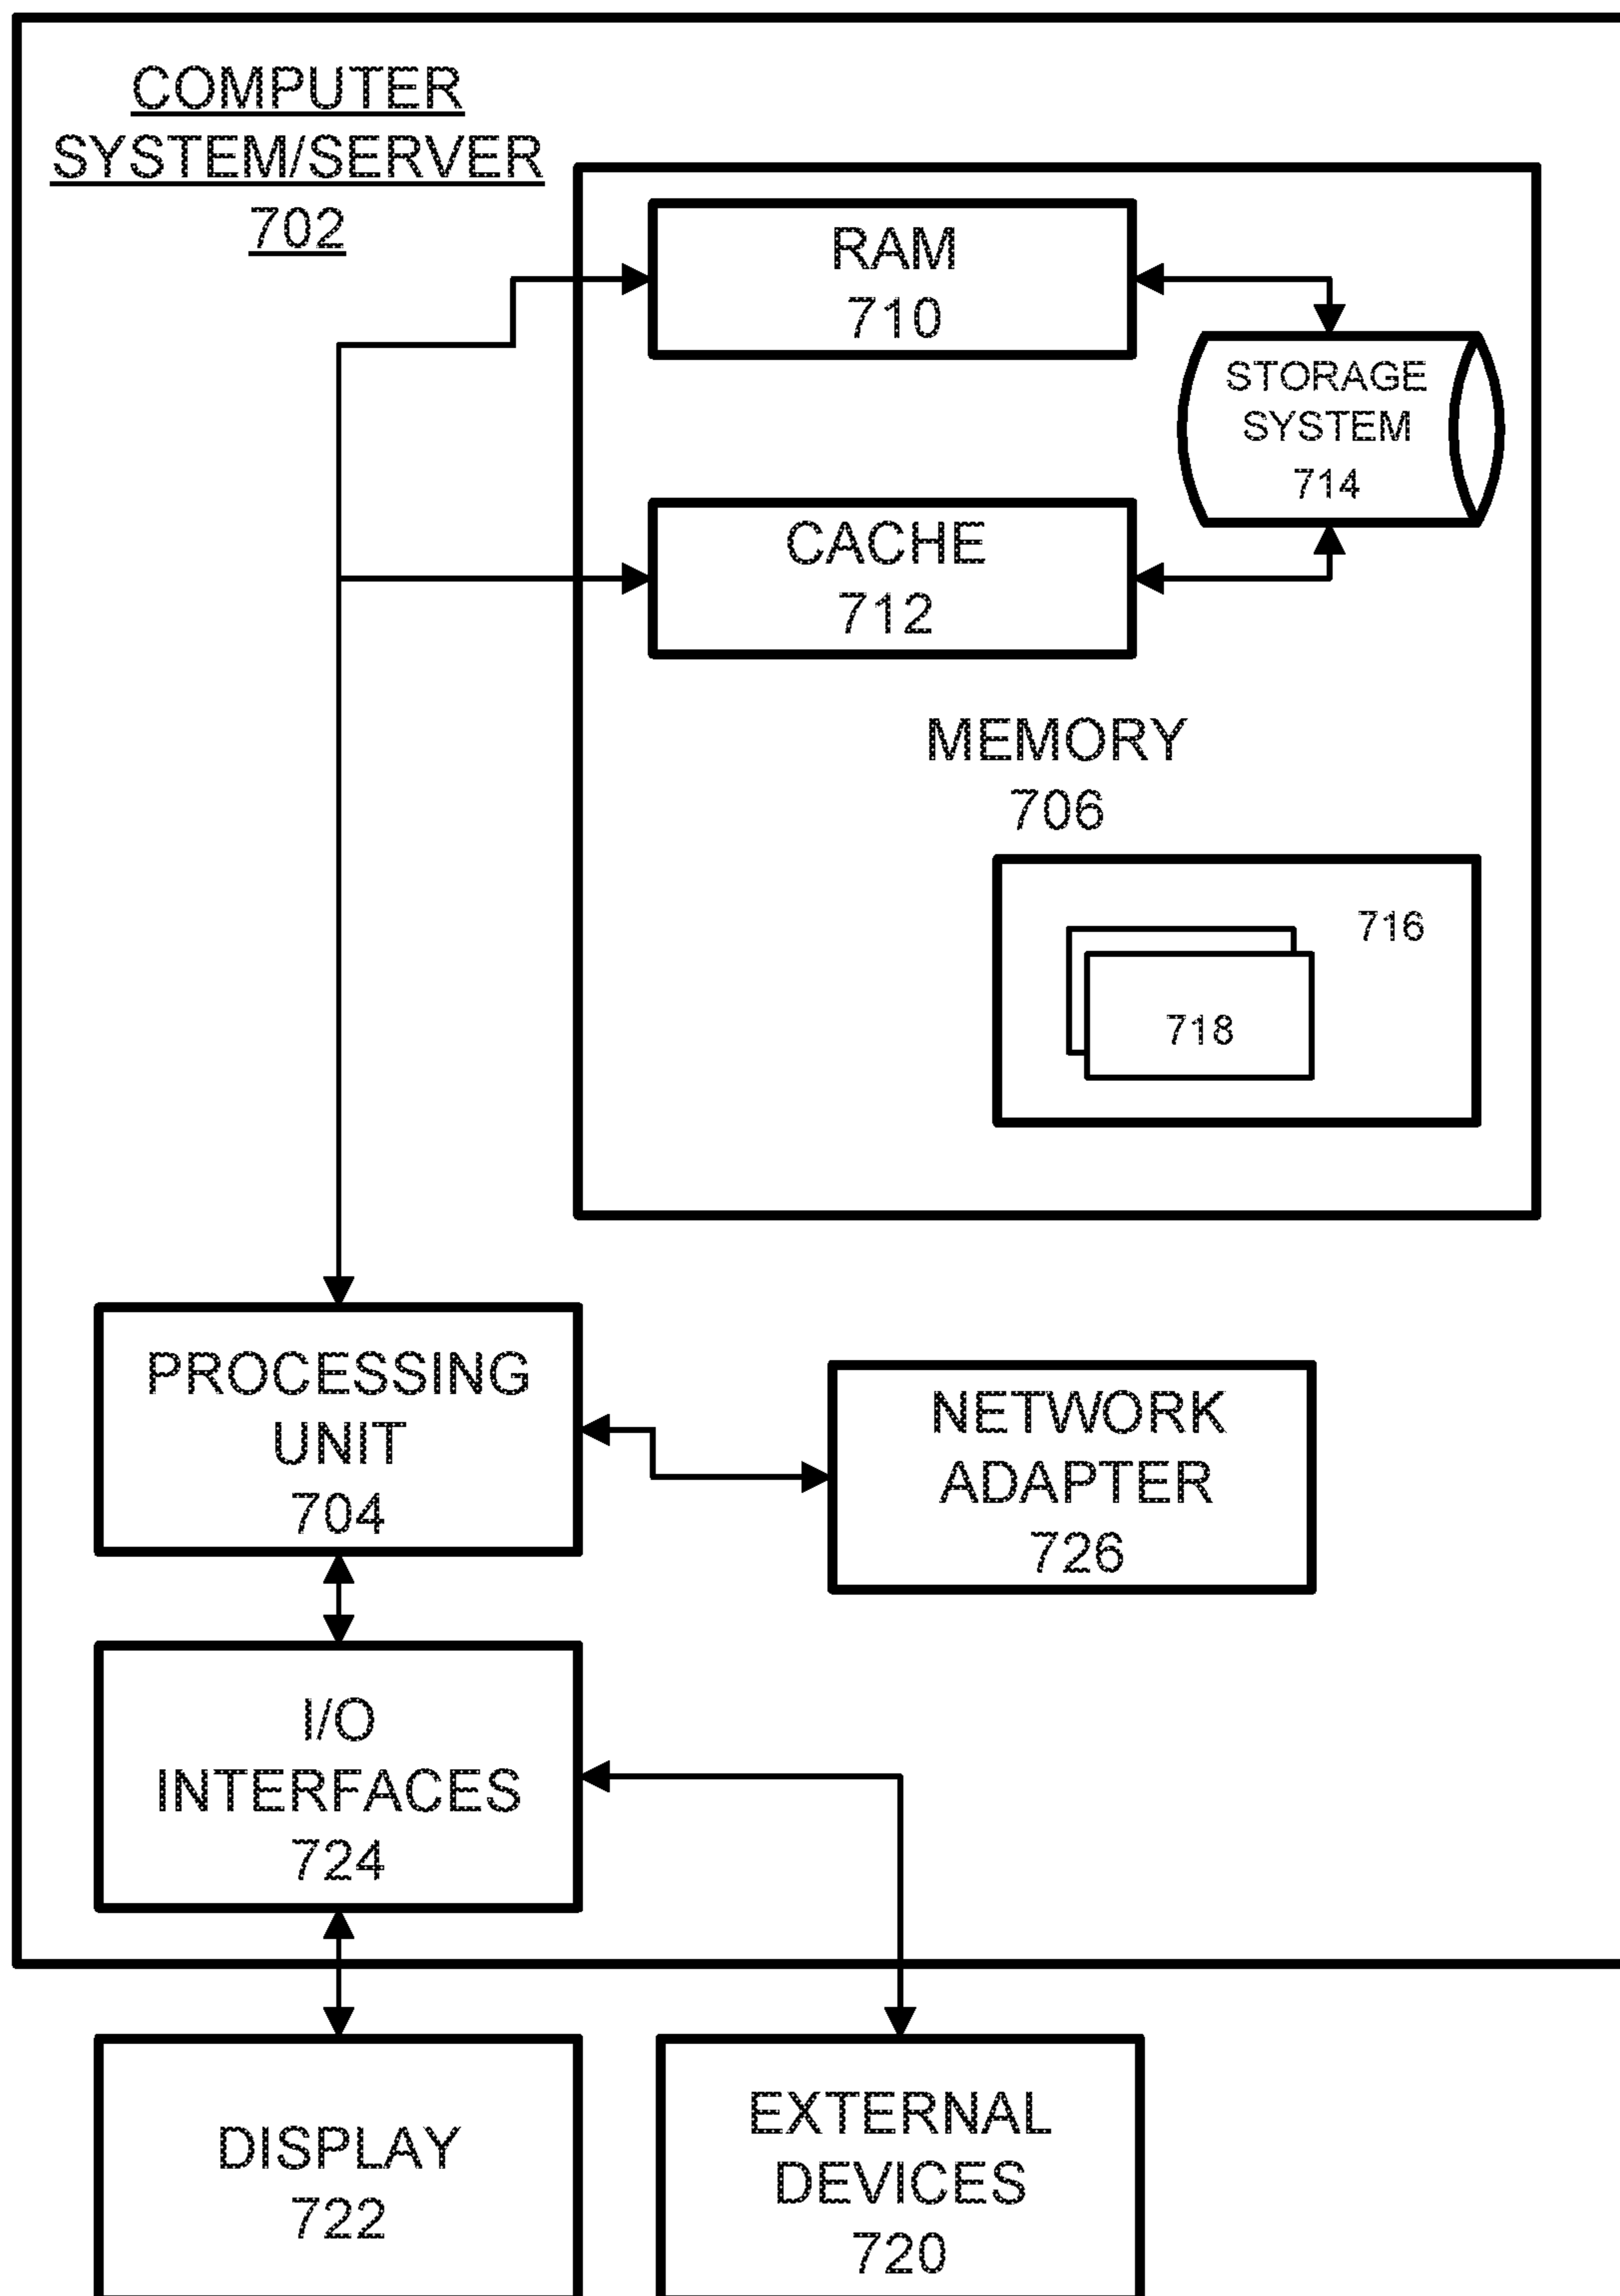 COMPUTER
SYSTEM/SERVER
702
RAM
710
STORAGE
SYSTEM
714
CACHE
712
MEMORY
706
716
718
PROCESSING
UNIT
704
NETWORK
ADAPTER
726
I/O
INTERFACES
724
DISPLAY
722
EXTERNAL
DEVICES
720